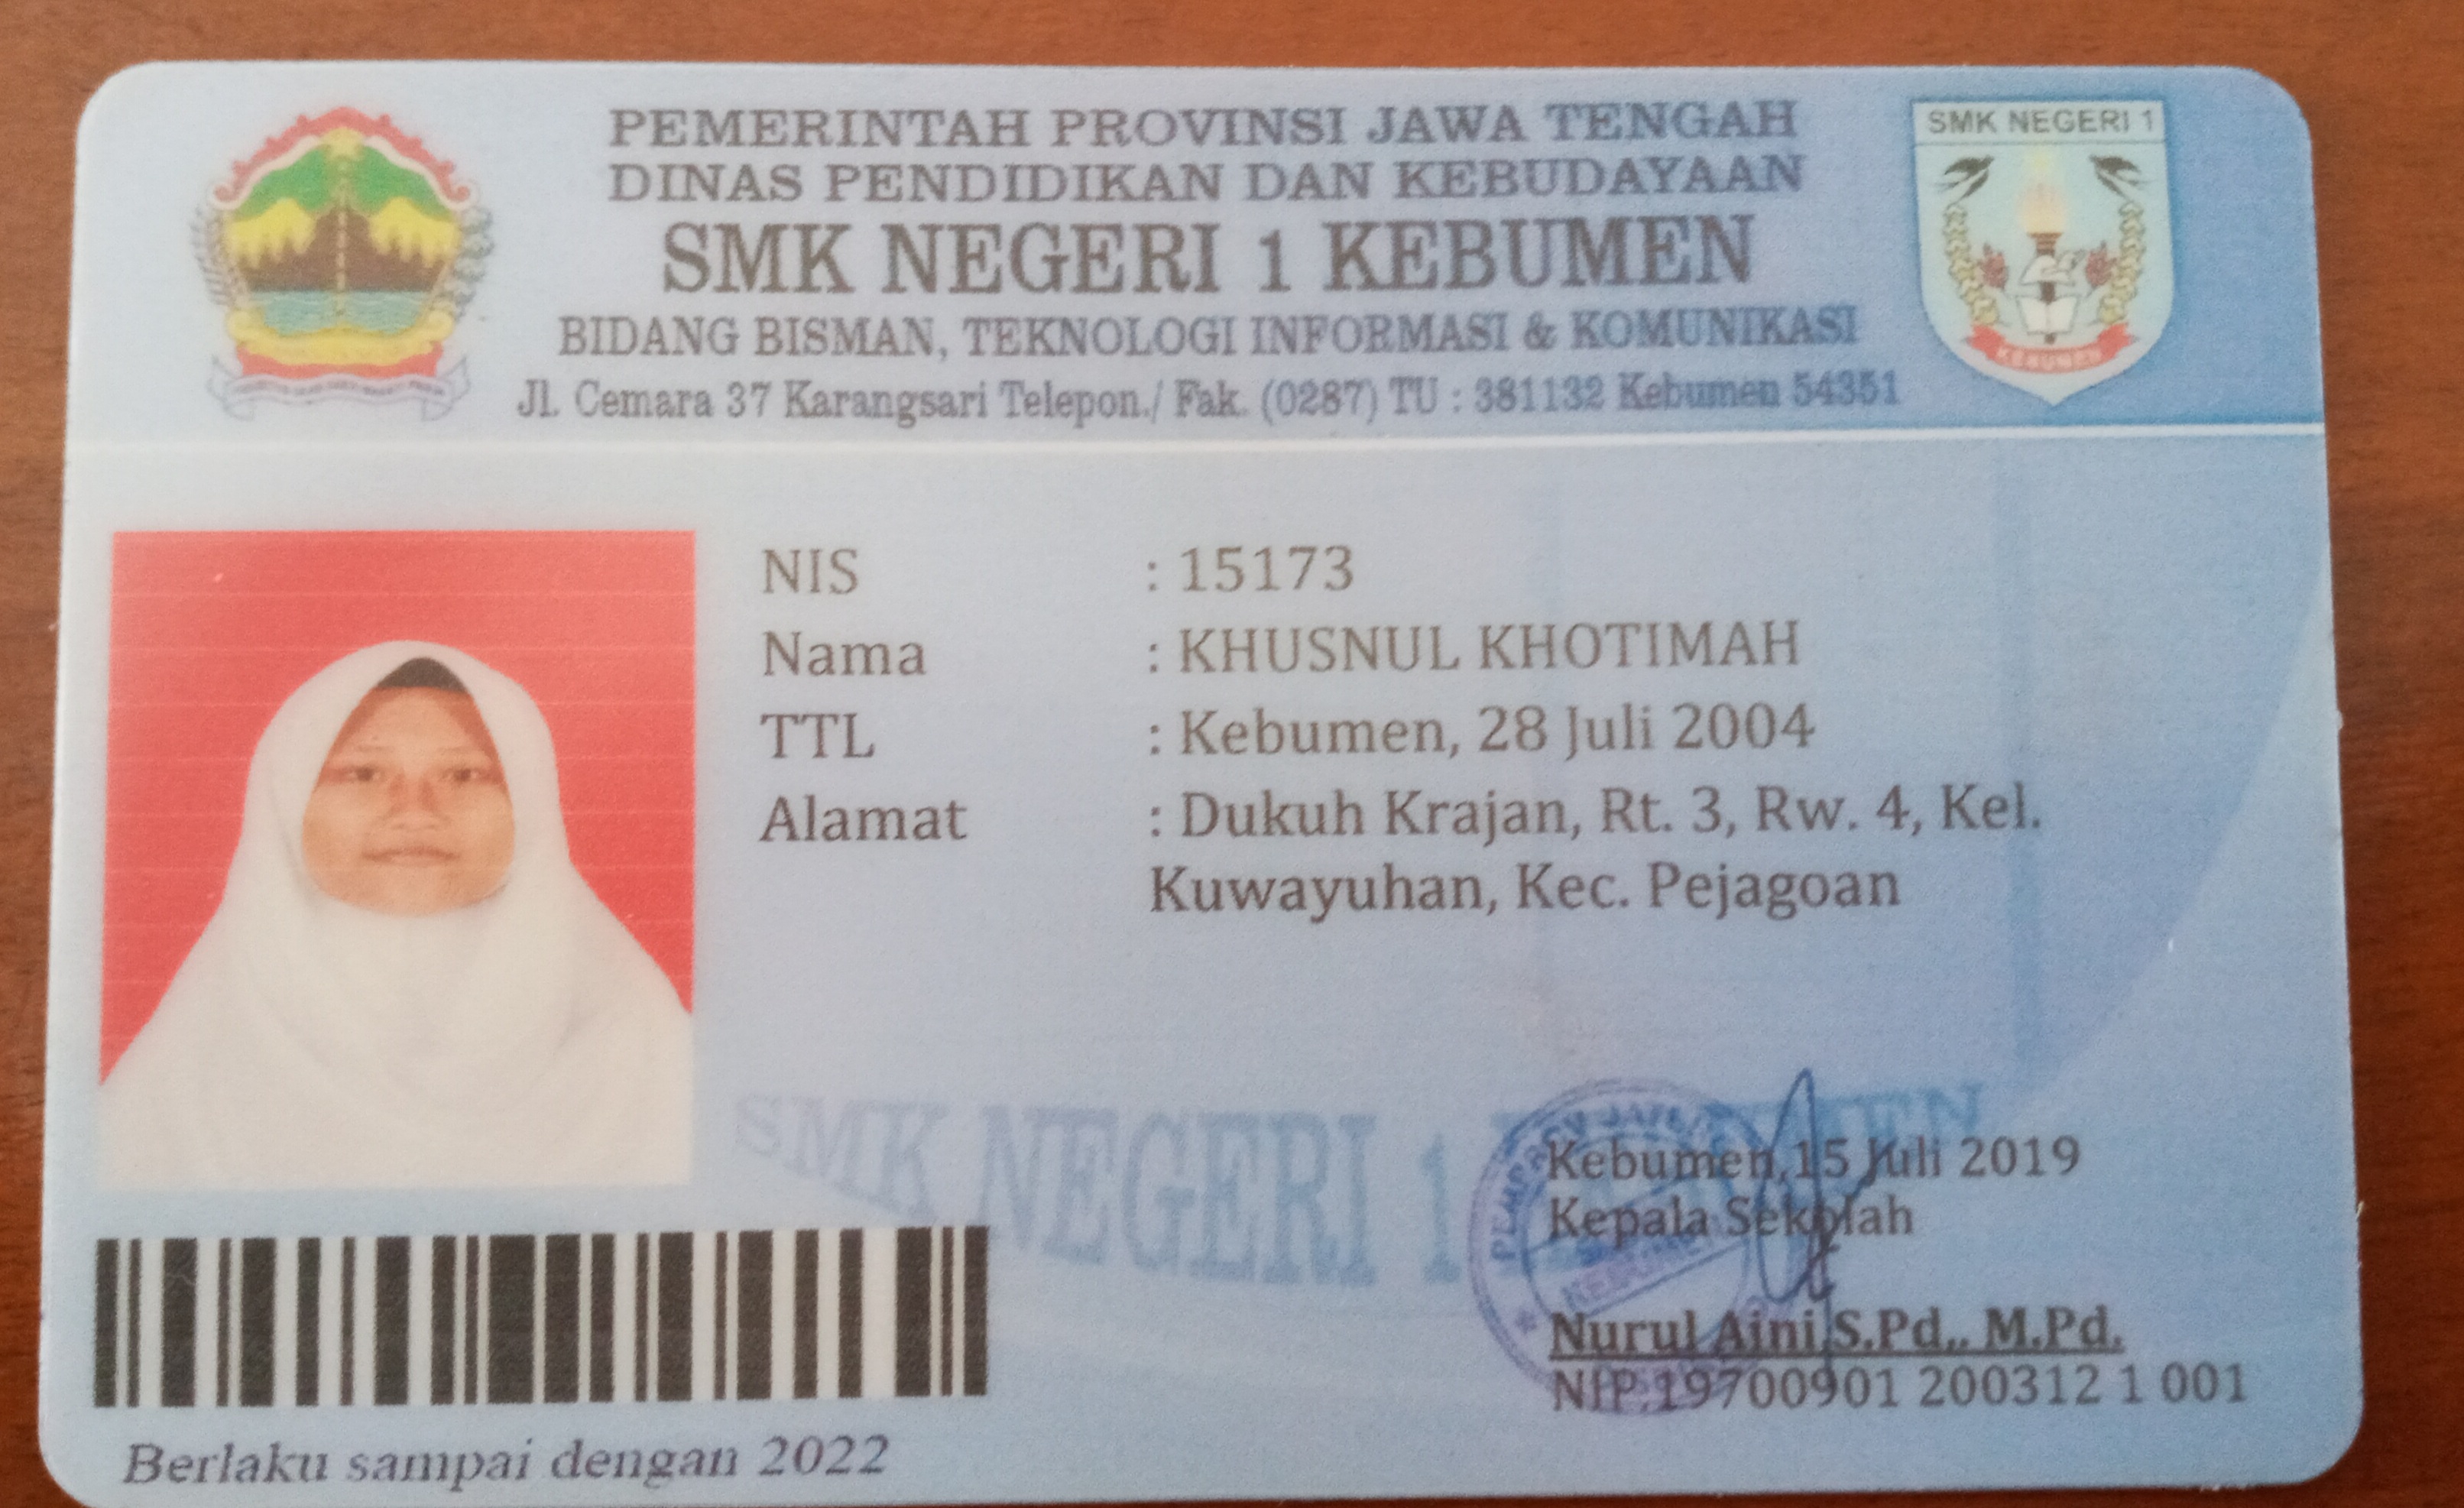 PEMERINTAH PROVINSI JAWA TENGAH
DINAS PENDIDIKAN DAN KEBUDAYAAN
SMK NEGERI 1 KEBUMEN
BIDANG BISMAN, TEKNOLOGI INFORMASI & KOMUNIKASI
Jl. Cemara 37 Karangsari Telepon./ Fak. (0287) TU : 381132 Kebumen 54351
SMK NEGERI 1
KEBUMEN
NIS : 15173
Nama : KHUSNUL KHOTIMAH
TTL : Kebumen, 28 Juli 2004
Alamat : Dukuh Krajan, Rt. 3, Rw. 4, Kel.
Kuwayuhan, Kec. Pejagoan
SMK NEGERI 1 KEBUMEN
Kebumen,15 Juli 2019
Kepala Sekolah
Nurul Aini,S.Pd,. M.Pd.
NIP.19700901 200312 1 001
Berlaku sampai dengan 2022